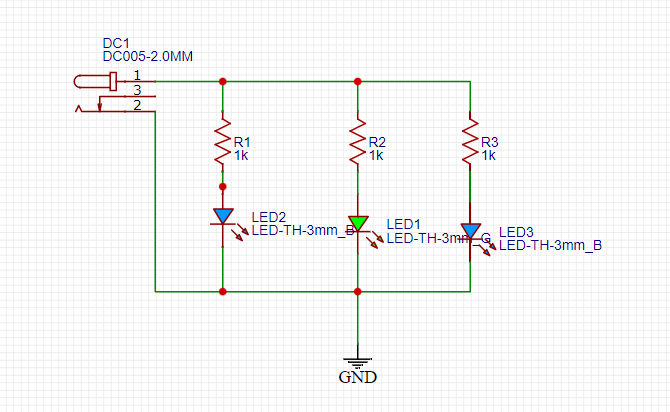 DC1
DC005-2.0MM
1
3
2
R1
1k
R2
1k
R3
1k
LED2
LED-TH-3mm_B
LED1
LED-TH-3mm_G
LED3
LED-TH-3mm_B
GND